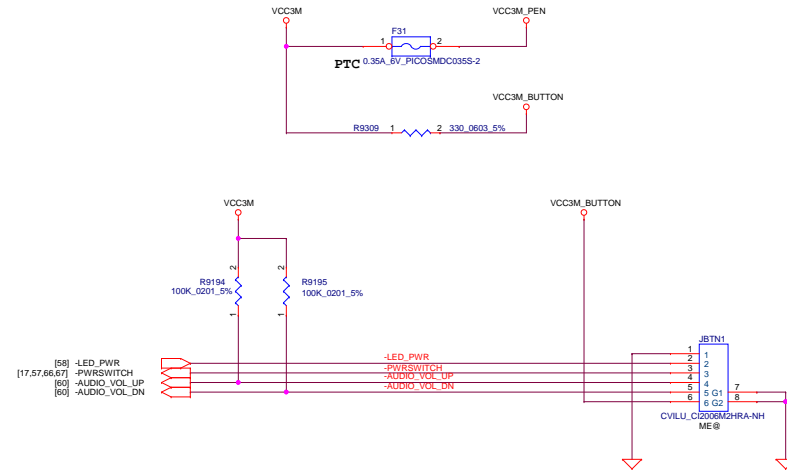 VCC3M
VCC3M_PEN
F31
1
2
PTC
0.35A_6V_PICOSMDC035S-2
VCC3M_BUTTON
R9309
1
2
330_0603_5%
VCC3M
VCC3M_BUTTON
2
2
R9194
100K_0201_5%
R9195
100K_0201_5%
1
1
JBTN1
[58] -LED_PWR
-LED_PWR
[17,57,66,67] -PWRSWITCH
-PWRSWITCH
[60] -AUDIO_VOL_UP
-AUDIO_VOL_UP
[60] -AUDIO_VOL_DN
-AUDIO_VOL_DN
1 1
2 2
3 3
4 4
5 5 G1 7
6 6 G2 8
CVILU_CI2006M2HRA-NH
ME@